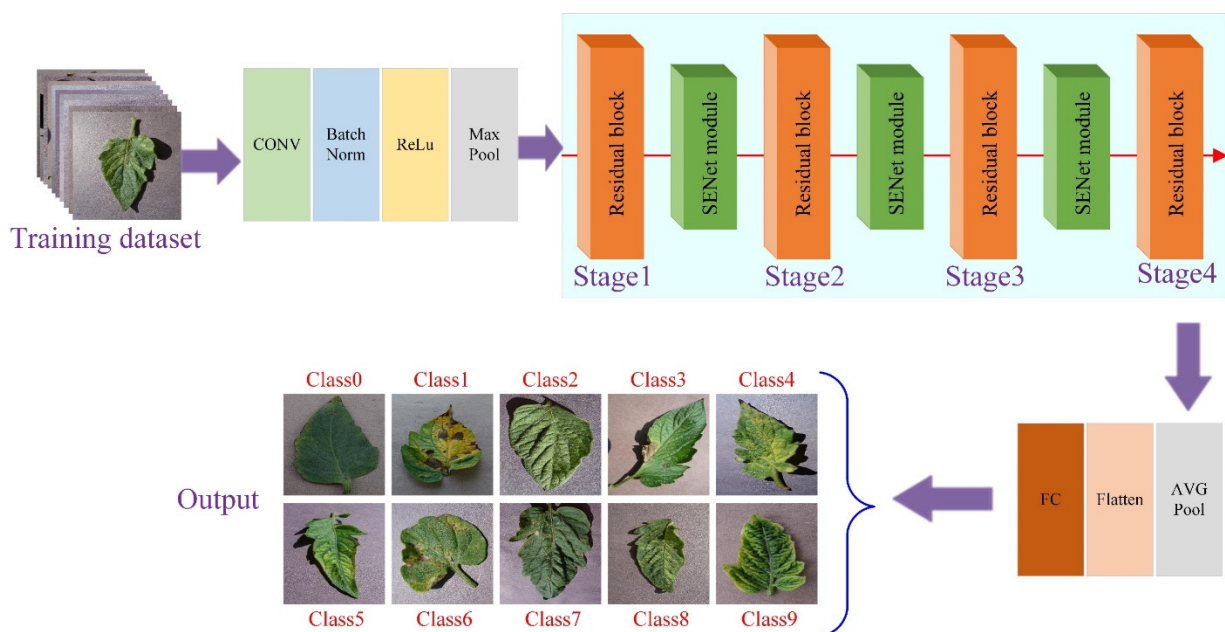 Training dataset
CONV
Batch
Norm
ReLu
Max
Pool
Residual block
SENet module
Residual block
SENet module
Residual block
SENet module
Residual block
Stage1
Stage2
Stage3
Stage4
AVG
Pool
Flatten
FC
Output
Class0
Class1
Class2
Class3
Class4
Class5
Class6
Class7
Class8
Class9